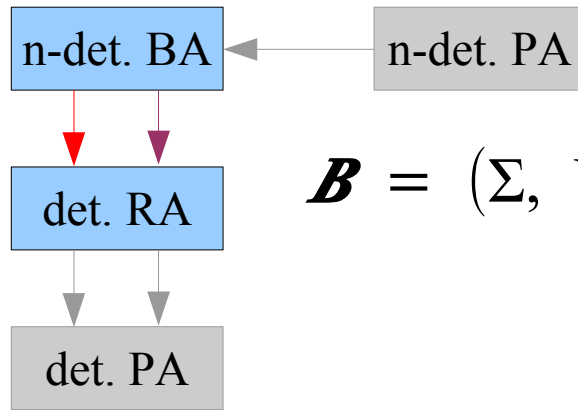 n-det. BA
n-det. PA
B = (Σ,
det. RA
det. PA